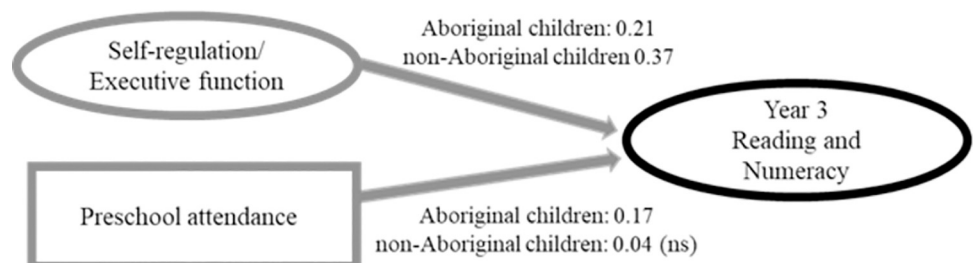 Self-regulation/
Executive function
Aboriginal children: 0.21
non-Aboriginal children 0.37
Year 3
Reading and
Numeracy
Preschool attendance
Aboriginal children: 0.17
non-Aboriginal children: 0.04 (ns)